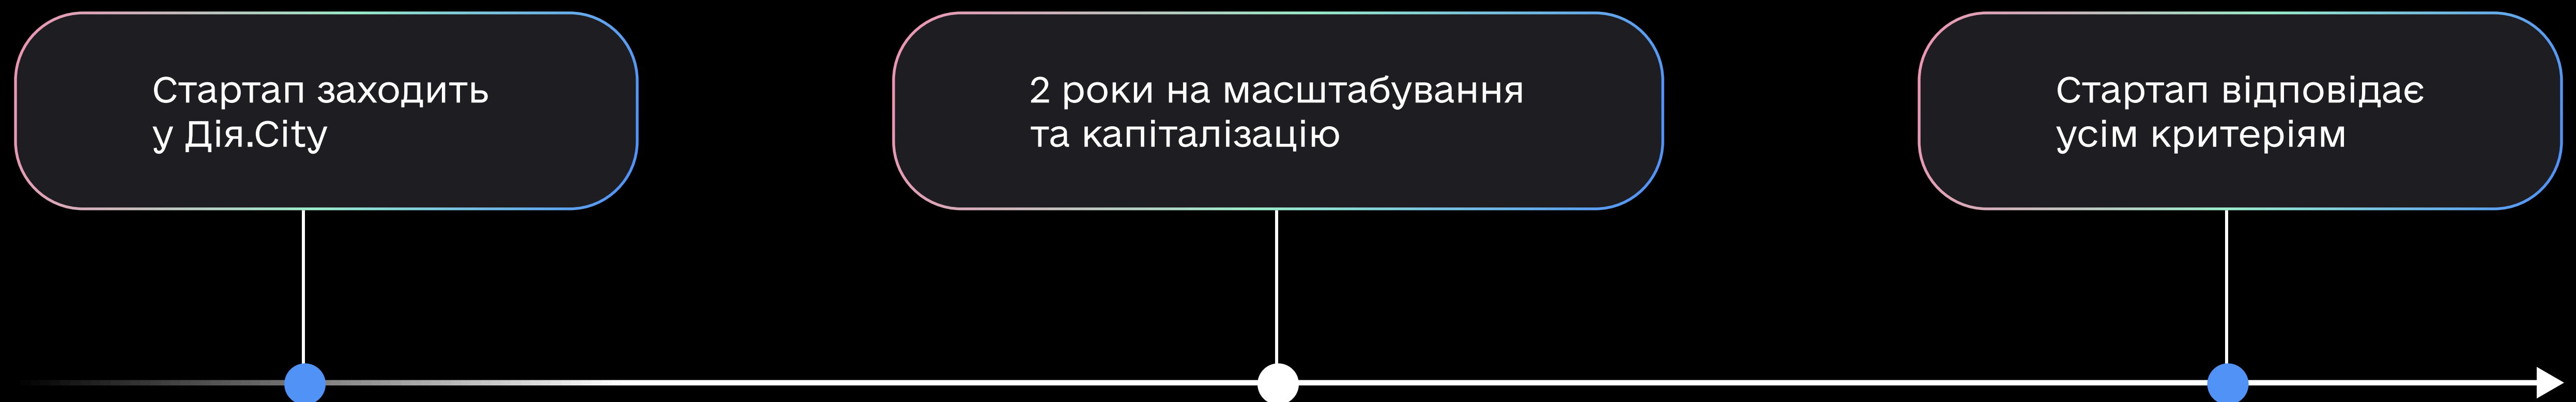 Стартап заходить
у Дія.City
2 роки на масштабування
та капіталізацію
Стартап відповідає
усім критеріям